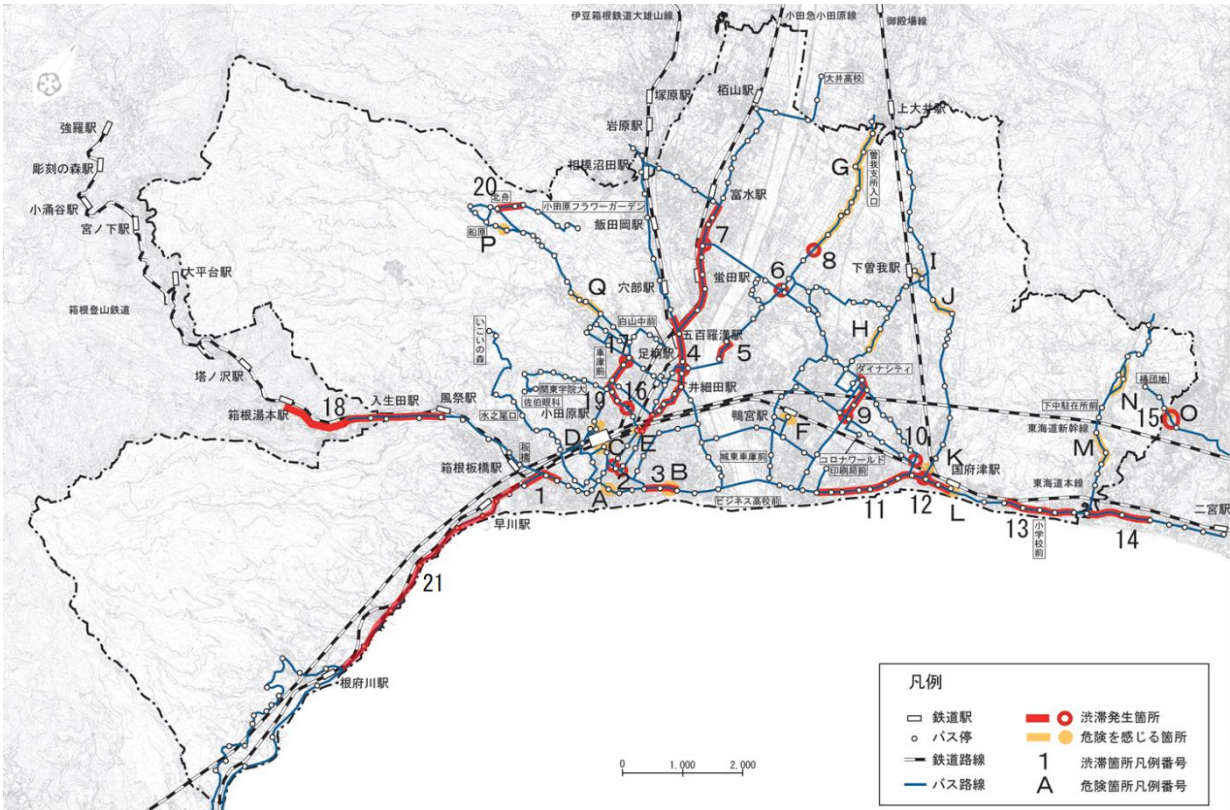 伊豆箱根鉄道大雄山線
小田急小田原線
御殿場線
強羅駅
彫刻の森駅
小涌谷駅
宮ノ下駅
大平台駅
箱根登山鉄道
塔ノ沢駅
箱根湯本駅
18
入生田駅
風祭駅
塚原駅
岩原駅
相模沼田駅
栢山駅
大井高校
上大井駅
曽我支所入口
G
富水駅
20
北舟
小田原フラワーガーデン
船原
P
飯田岡駅
7
8
6
下曽我駅
I
J
蛍田駅
穴部駅
Q
いこいの森
白山中前
五百羅漢駅
17
車庫前
足柄駅
4
5
H
ダイナシティ
関東学院大
佐伯眼科
16
井細田駅
水之尾口
小田原駅
19
鴨宮駅
F
9
橘団地
N
下中駐在所前
15
O
東海道新幹線
M
D
E
C
板橋
箱根板橋駅
1
2
3
B
A
城東車庫前
コロナワールド
印刷局前
10
K
国府津駅
ビジネス高校前
11
12
L
東海道本線
13
小学校前
14
二宮駅
早川駅
21
根府川駅
0 1,000 2,000
凡例
鉄道駅
バス停
鉄道路線
バス路線
渋滞発生箇所
危険を感じる箇所
1 渋滞箇所凡例番号
A 危険箇所凡例番号